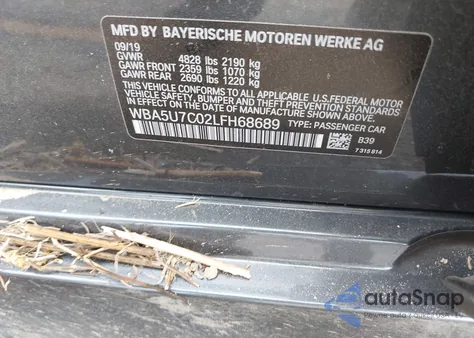 MFD BY BAYERISCHE MOTOREN WERKE AG
09/19
GVWR 4828 lbs 2190 kg
GAWR FRONT 2359 lbs 1070 kg
GAWR REAR 2690 lbs 1220 kg
THIS VEHICLE CONFORMS TO ALL APPLICABLE U.S. FEDERAL MOTOR
VEHICLE SAFETY, BUMPER, AND THEFT PREVENTION STANDARDS
IN EFFECT ON THE DATE OF MANUFACTURE SHOWN ABOVE.
WBA5U7C02LFH68689 TYPE: PASSENGER CAR
B39
7 315 814
autoSnap